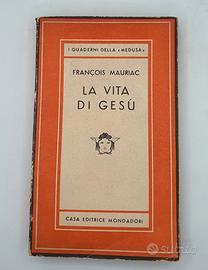 I QUADERNI DELLA «MEDUSA»
FRANÇOIS MAURIAC
LA VITA
DI GESÙ
CASA EDITRICE MONDADORI
subito